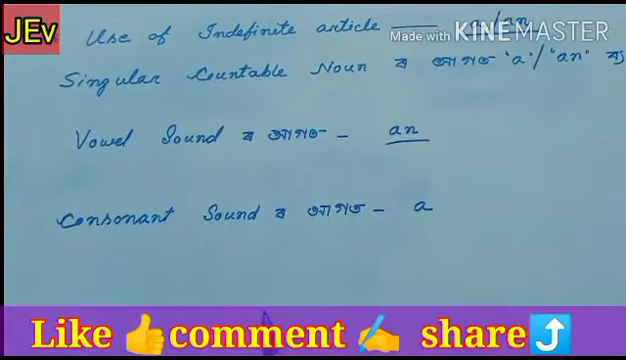 JEv
Use of Indefinite article — a/an
Made with KINEMASTER
Singular Countable Noun ৰ আগত "a"/"an"
Vowel Sound ৰ আগত - an
Consonant Sound ৰ আগত - a
Like 👍 comment ✍ share ⤴